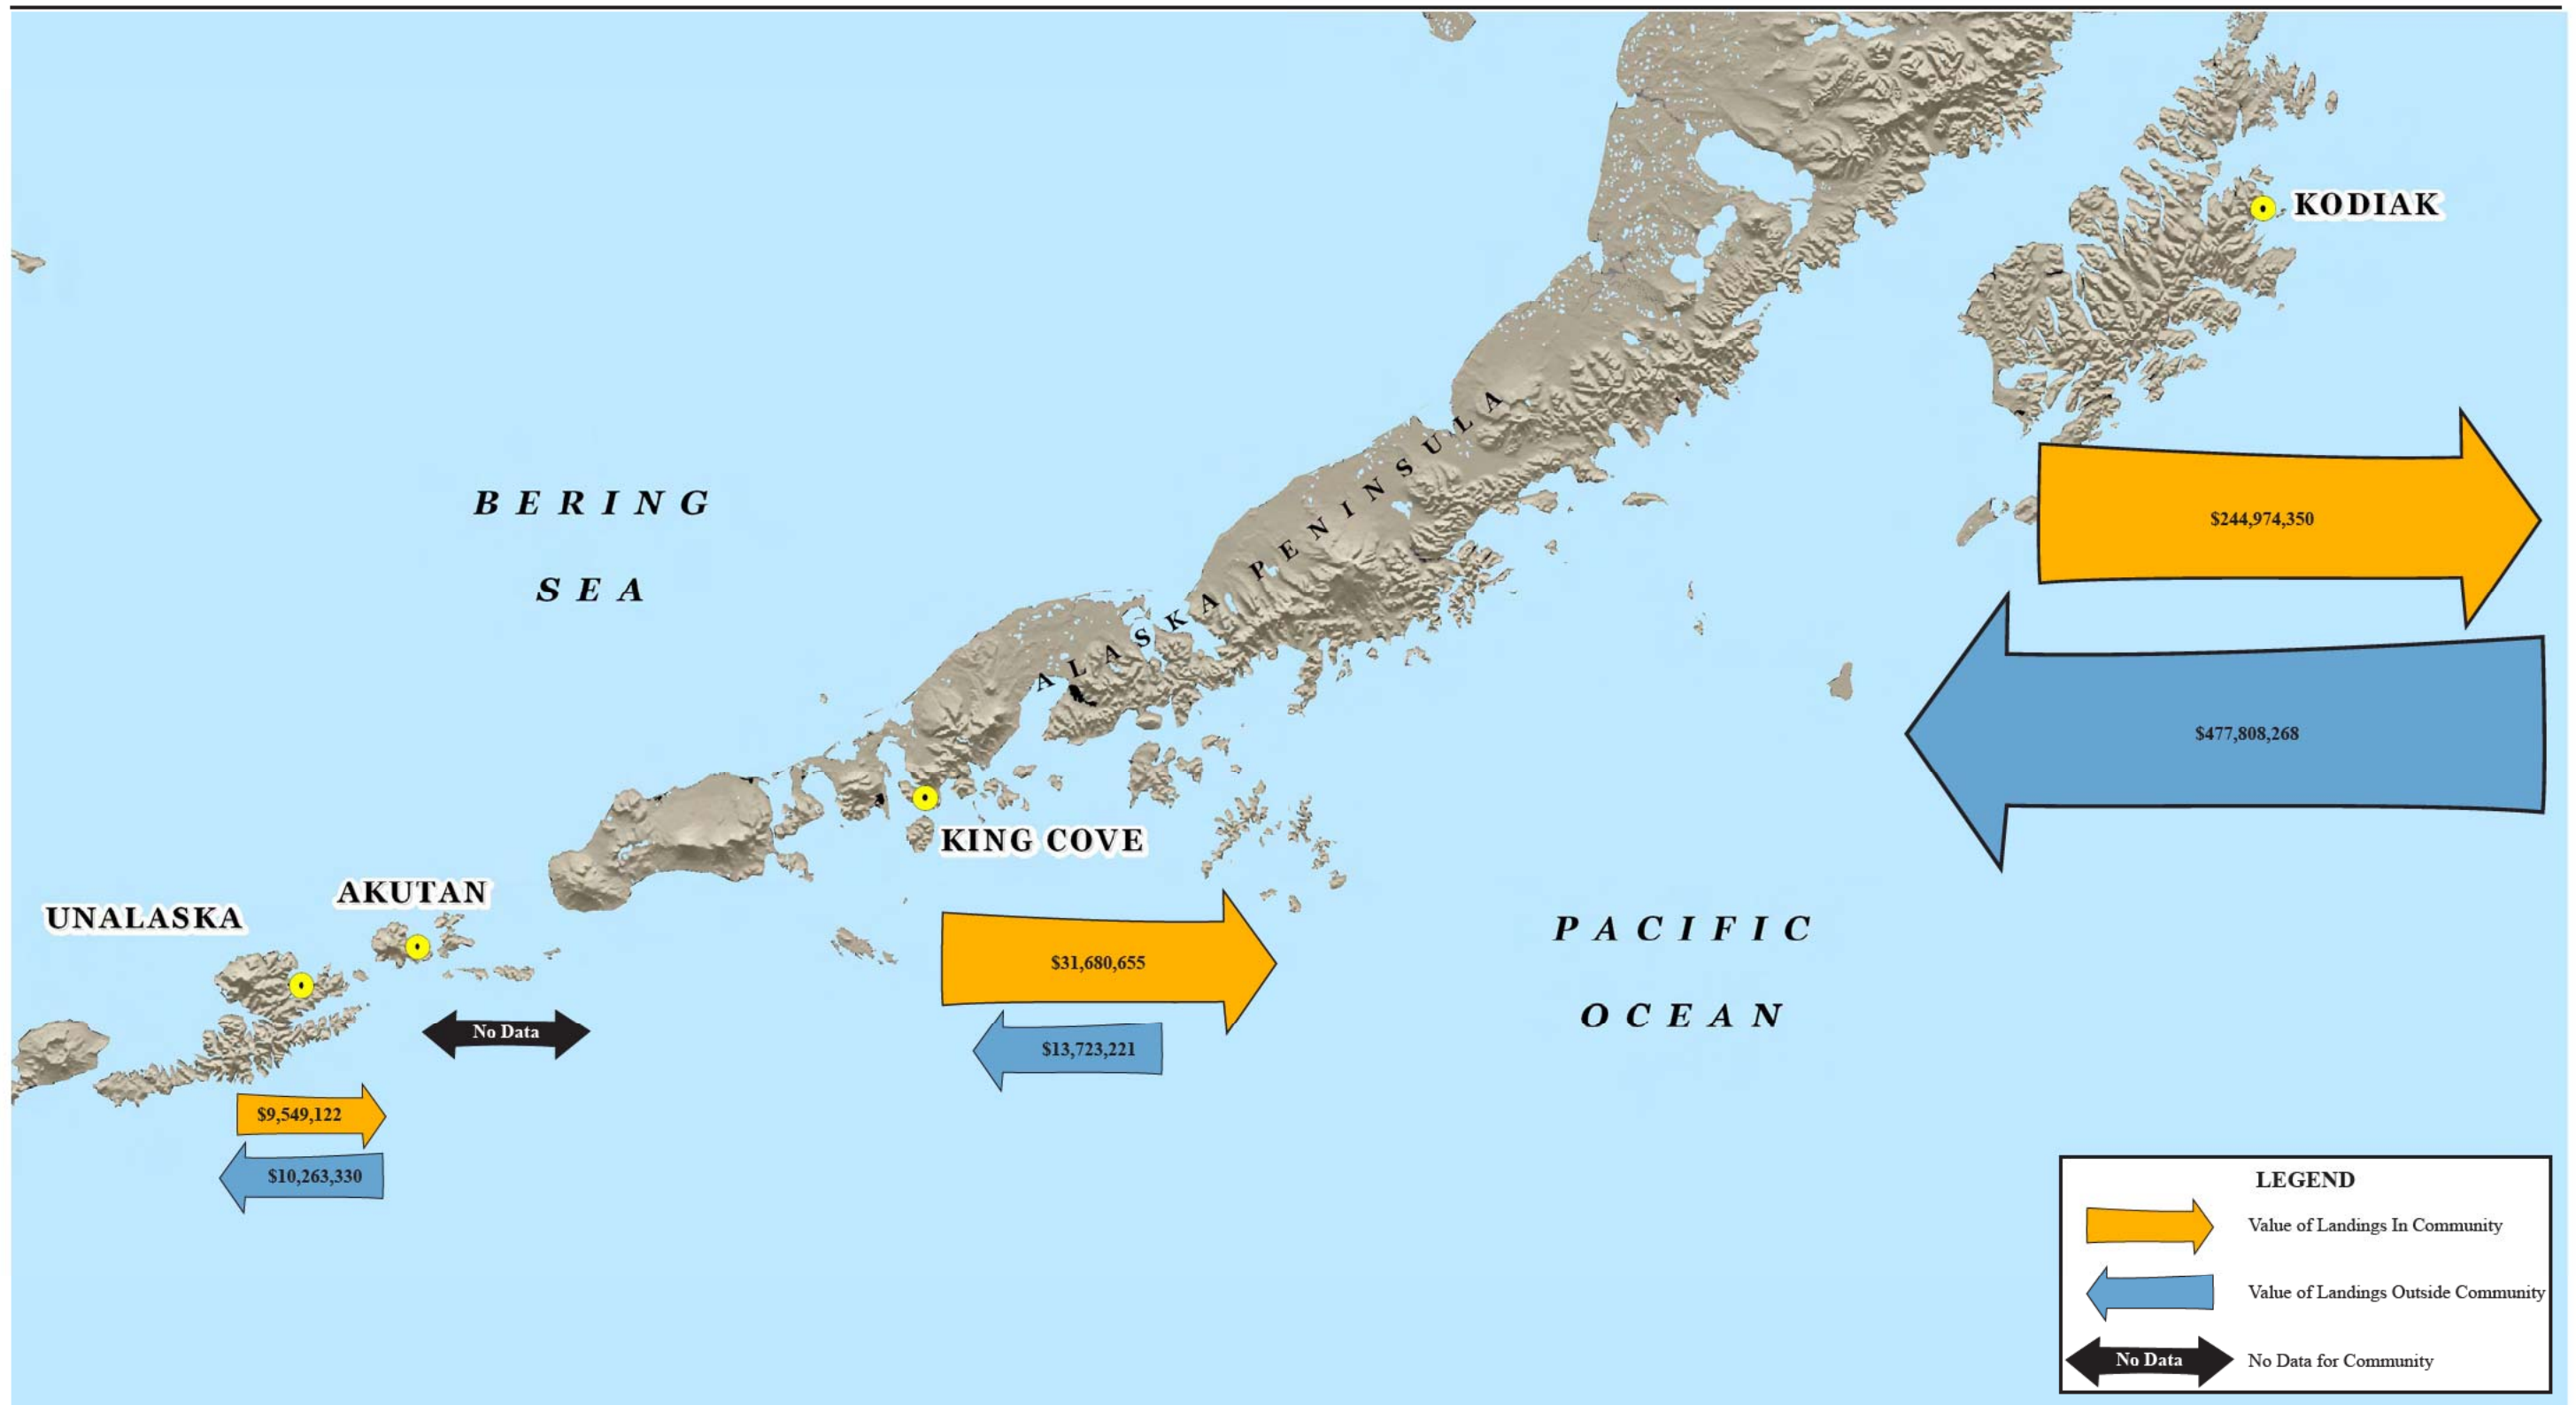 KODIAK
$244,974,350
$477,808,268
BERING
SEA
ALASKA PENINSULA
KING COVE
$31,680,655
$13,723,221
AKUTAN
UNALASKA
No Data
$9,549,122
$10,263,330
PACIFIC
OCEAN
LEGEND
Value of Landings In Community
Value of Landings Outside Community
No Data
No Data for Community